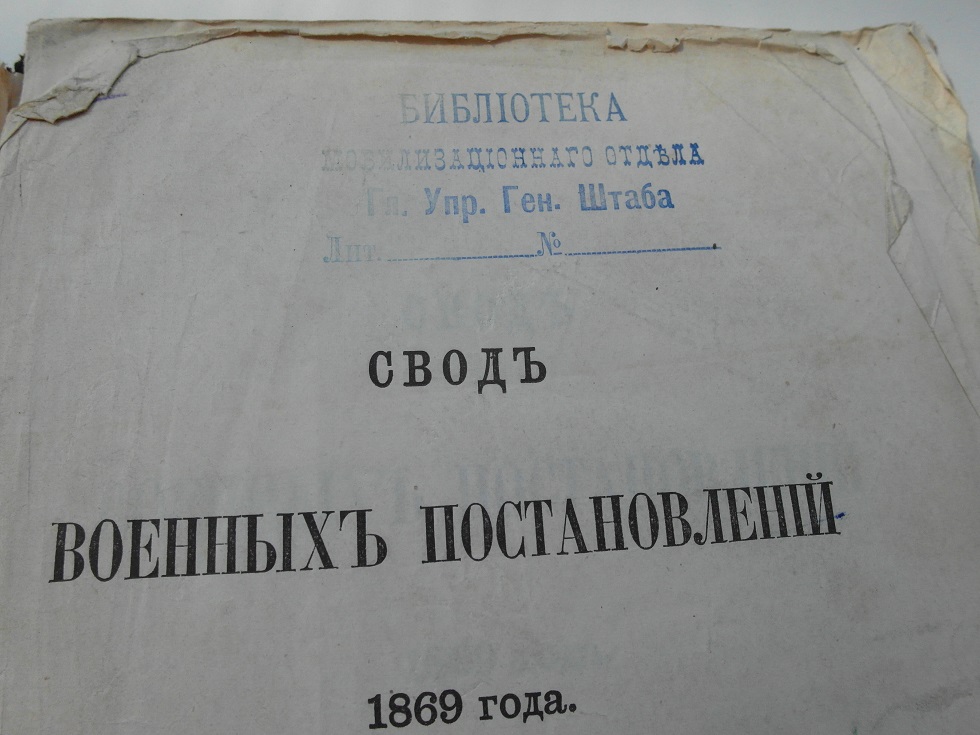 БИБЛІОТЕКА
МОБИЛИЗАЦІОННАГО ОТДѢЛА
Гл. Упр. Ген. Штаба
Лит. №
СВОДЪ
ВОЕННЫХЪ ПОСТАНОВЛЕНІЙ
1869 года.